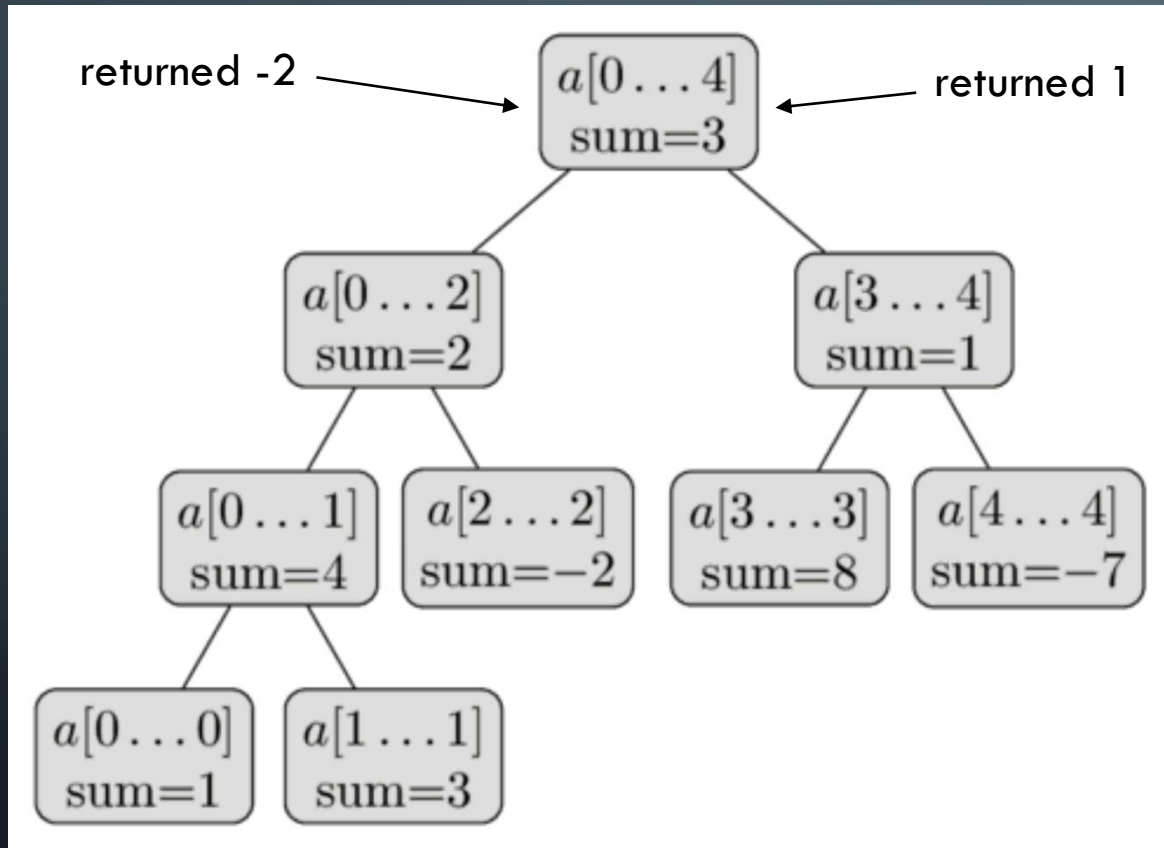 returned -2
a[0 . . . 4]
sum=3
returned 1
a[0 . . . 2]
sum=2
a[3 . . . 4]
sum=1
a[0 . . . 1]
sum=4
a[2 . . . 2]
sum=−2
a[3 . . . 3]
sum=8
a[4 . . . 4]
sum=−7
a[0 . . . 0]
sum=1
a[1 . . . 1]
sum=3